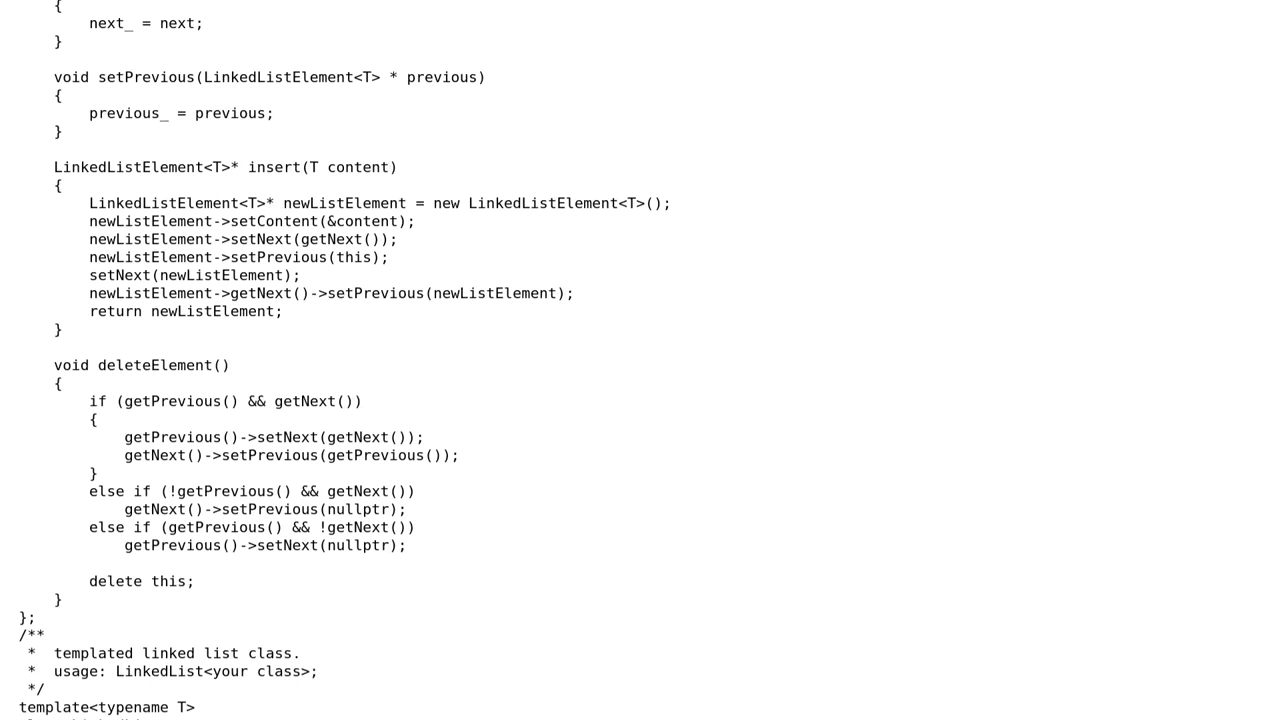 {
next_ = next;
}
void setPrevious(LinkedListElement<T> * previous)
{
previous_ = previous;
}
LinkedListElement<T>* insert(T content)
{
LinkedListElement<T>* newListElement = new LinkedListElement<T>();
newListElement->setContent(&content);
newListElement->setNext(getNext());
newListElement->setPrevious(this);
setNext(newListElement);
newListElement->getNext()->setPrevious(newListElement);
return newListElement;
}
void deleteElement()
{
if (getPrevious() && getNext())
{
getPrevious()->setNext(getNext());
getNext()->setPrevious(getPrevious());
}
else if (!getPrevious() && getNext())
getNext()->setPrevious(nullptr);
else if (getPrevious() && !getNext())
getPrevious()->setNext(nullptr);
delete this;
}
};
/**
* templated linked list class.
* usage: LinkedList<your class>;
*/
template<typename T>